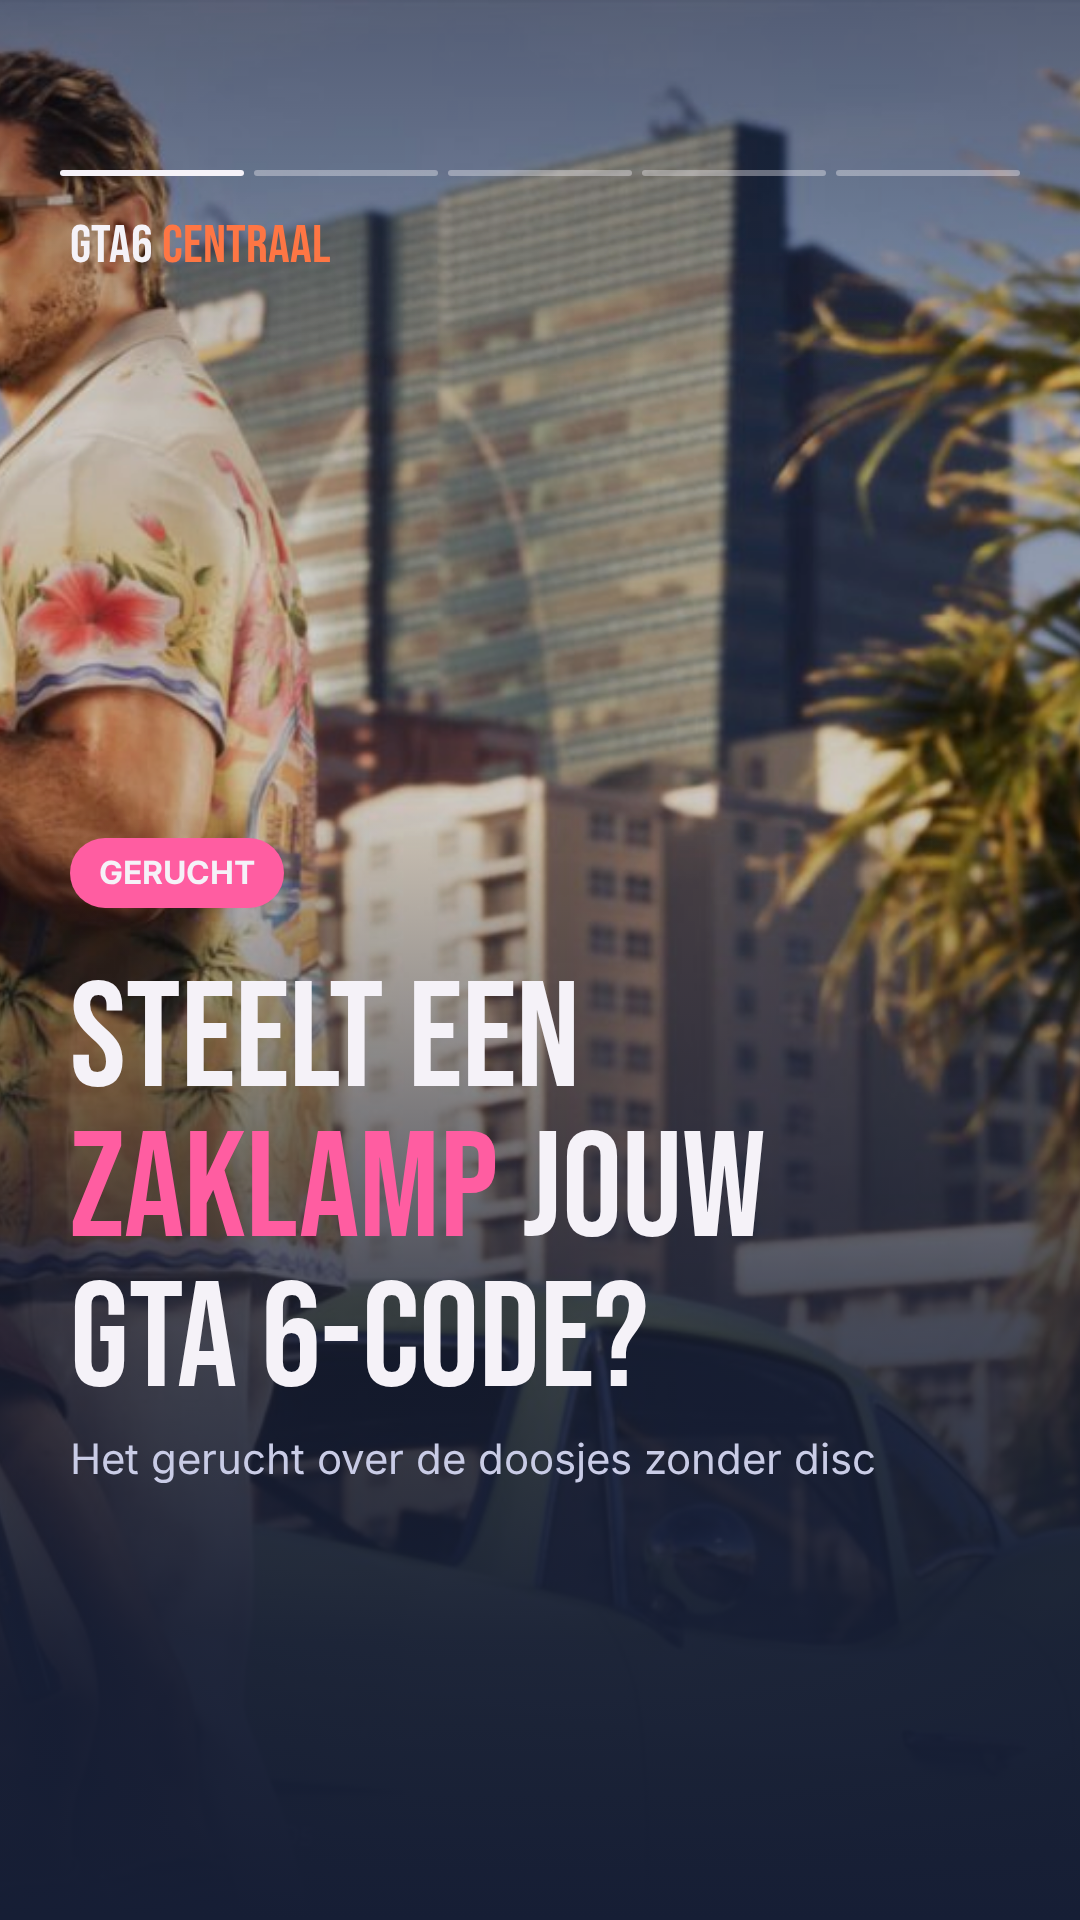 GTA6 CENTRAAL
GERUCHT
STEELT EEN
ZAKLAMP JOUW
GTA 6-CODE?
Het gerucht over de doosjes zonder disc